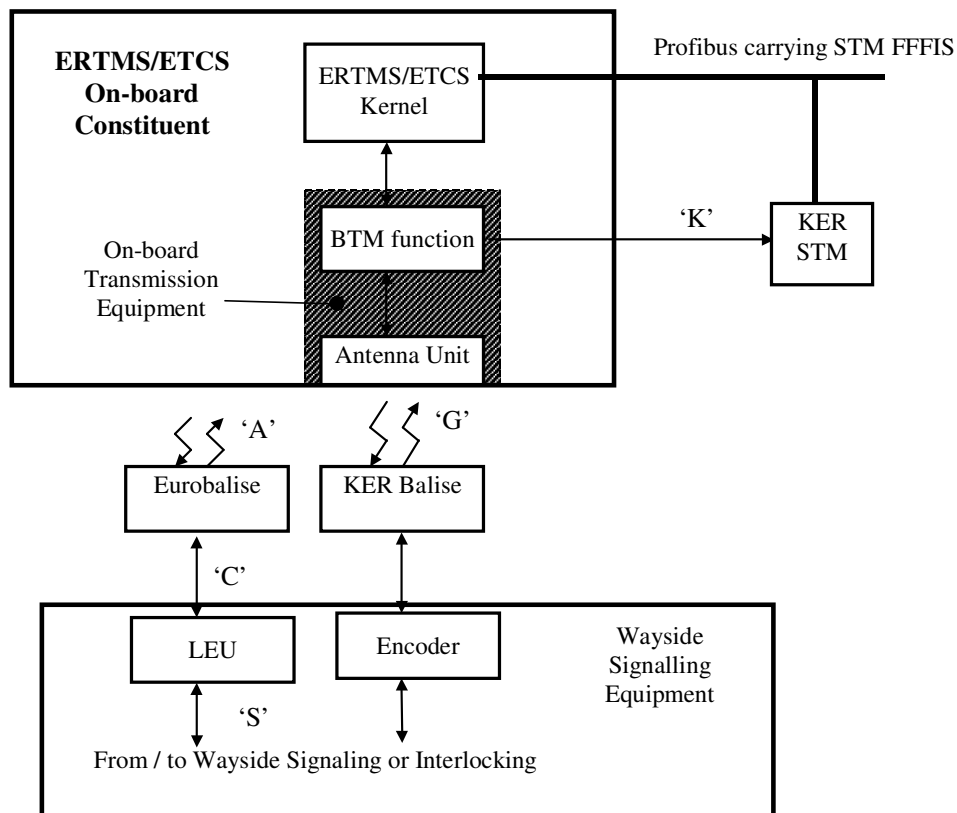 Profibus carrying STM FFFIS
ERTMS/ETCS
On-board
Constituent
ERTMS/ETCS
Kernel
BTM function
‘K’
KER
STM
On-board
Transmission
Equipment
Antenna Unit
‘A’
‘G’
Eurobalise
KER Balise
‘C’
LEU
Encoder
Wayside
Signalling
Equipment
‘S’
From / to Wayside Signaling or Interlocking